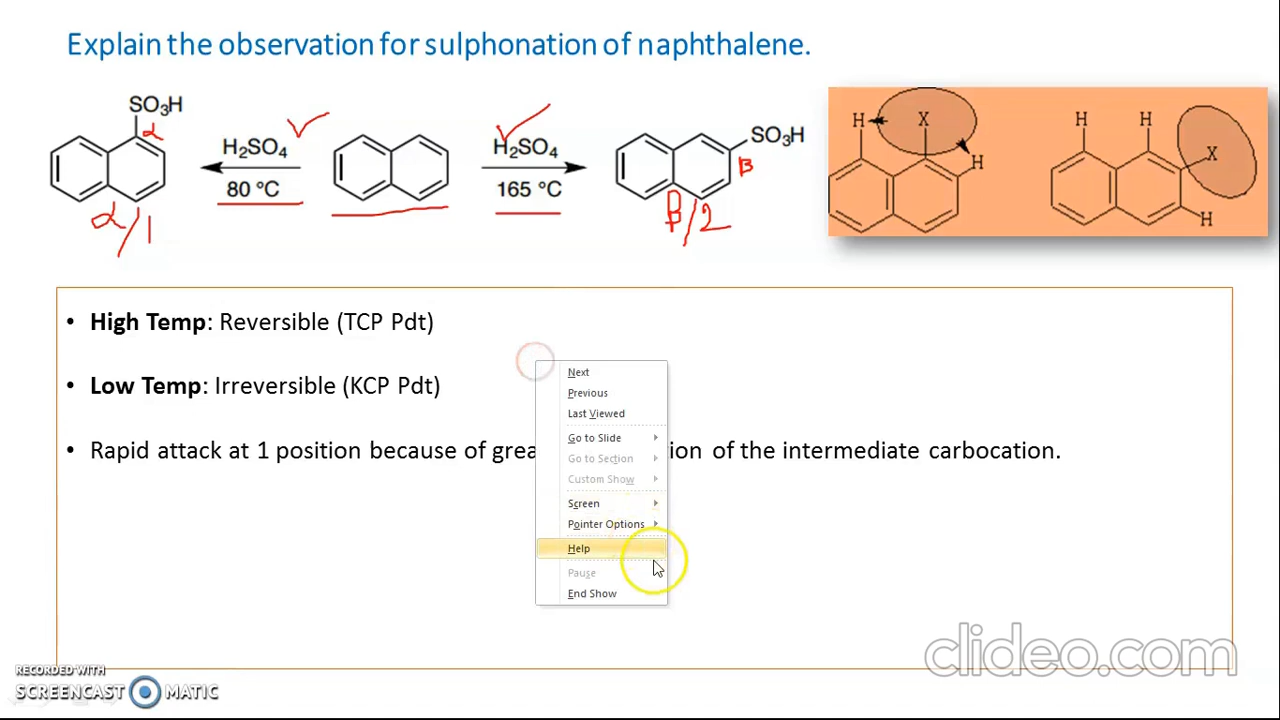 Explain the observation for sulphonation of naphthalene.
SO₃H
α
H₂SO₄
80 °C
α/1
H₂SO₄
165 °C
SO₃H
β
β/2
H X H
H H X H
• High Temp: Reversible (TCP Pdt)
• Low Temp: Irreversible (KCP Pdt)
• Rapid attack at 1 position because of of the intermediate carbocation.
Next
Previous
Last Viewed
Go to Slide
Go to Section
Custom Show
Screen
Pointer Options
Help
Pause
End Show
clideo.com
RECORDED WITH
SCREENCAST MATIC